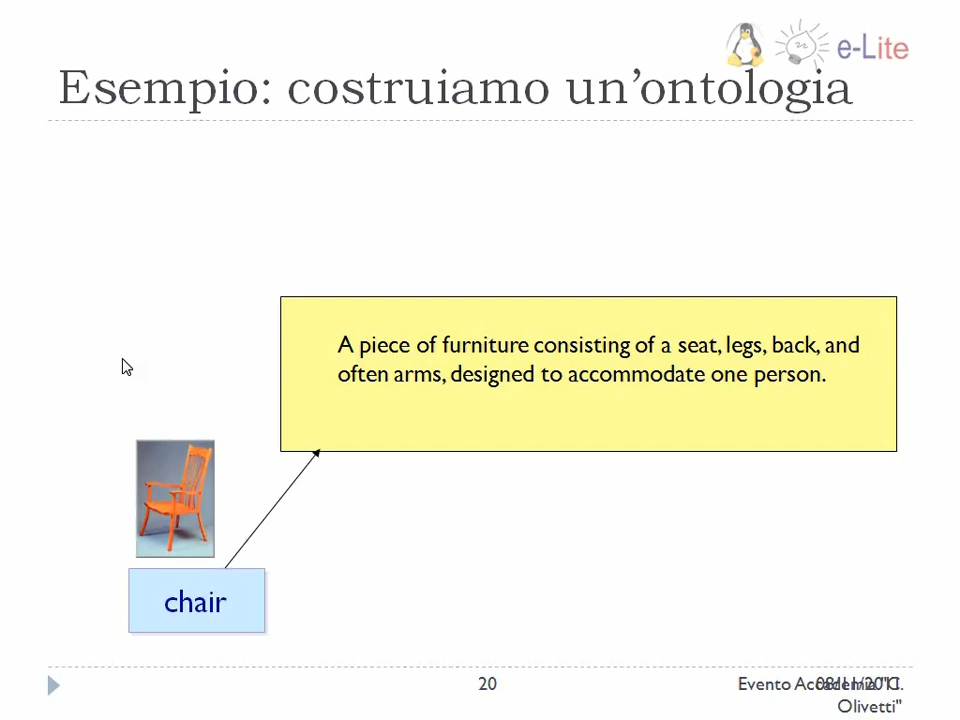 e-Lite
Esempio: costruiamo un'ontologia
A piece of furniture consisting of a seat, legs, back, and
often arms, designed to accommodate one person.
chair
20
Evento "C.
Olivetti"